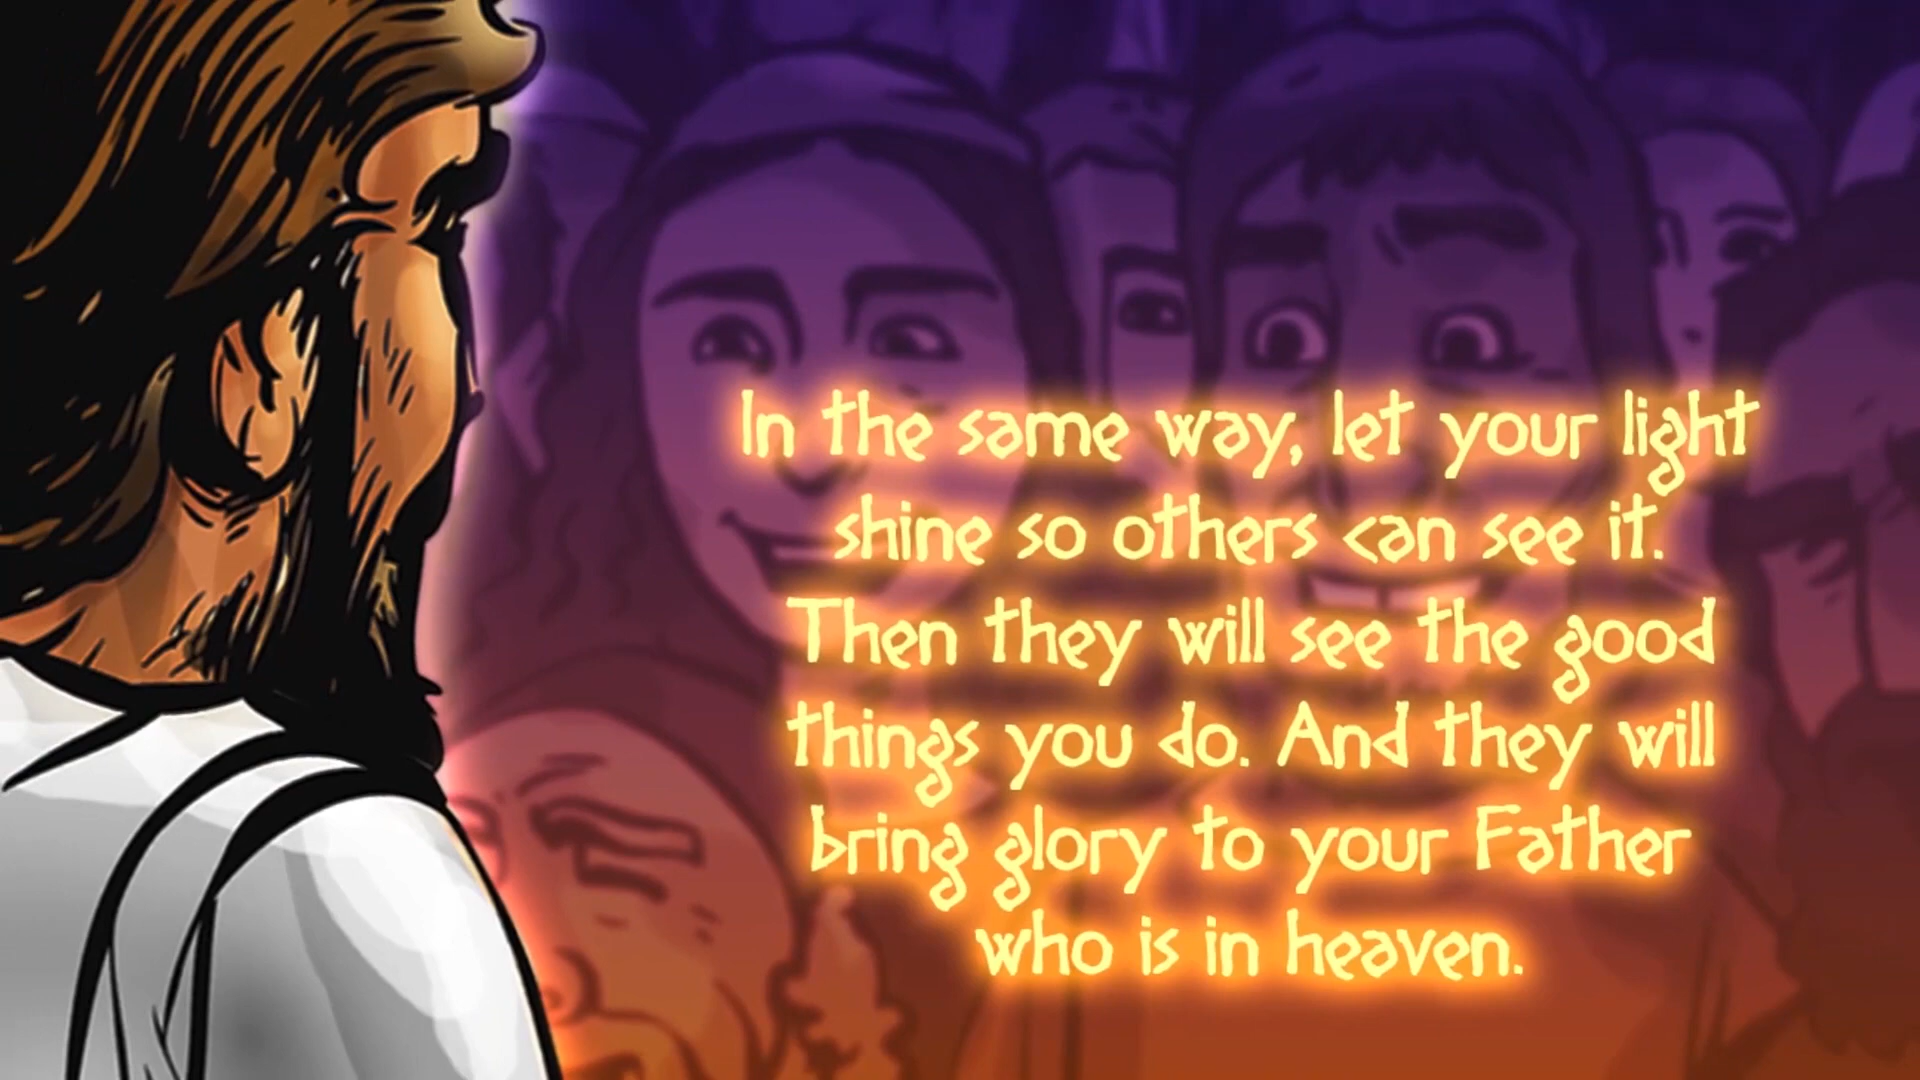 In the same way, let your light
shine so others can see it.
Then they will see the good
things you do. And they will
bring glory to your Father
who is in heaven.